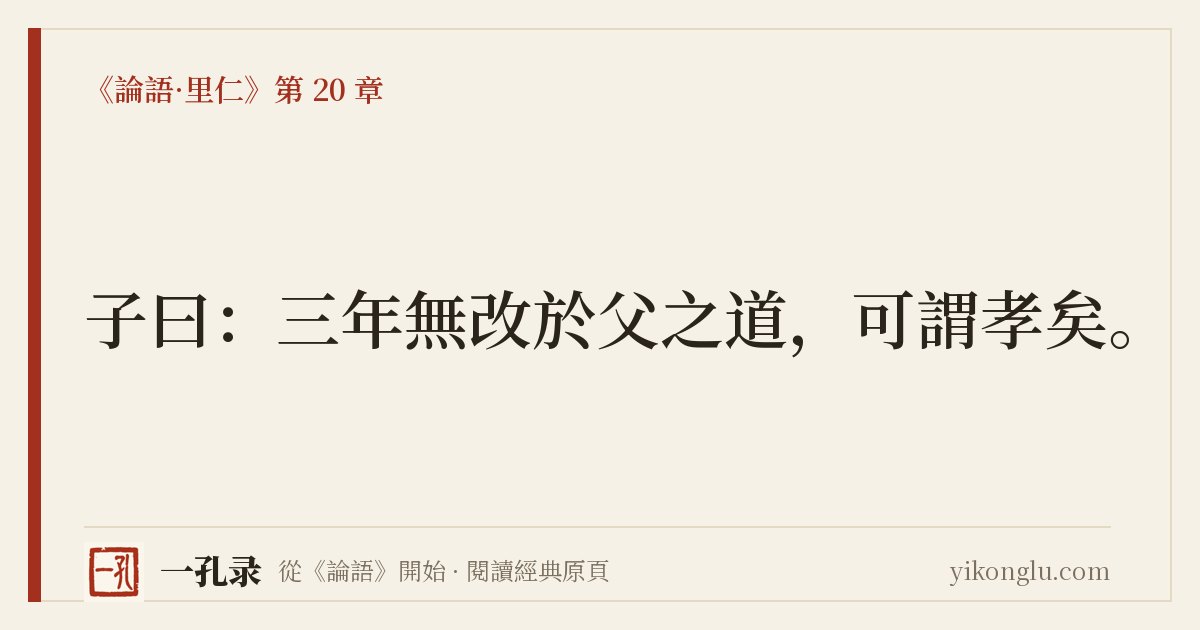 《論語·里仁》第 20 章
子曰：三年無改於父之道，可謂孝矣。
一孔
一孔录 從《論語》開始 · 閱讀經典原頁 yikonglu.com